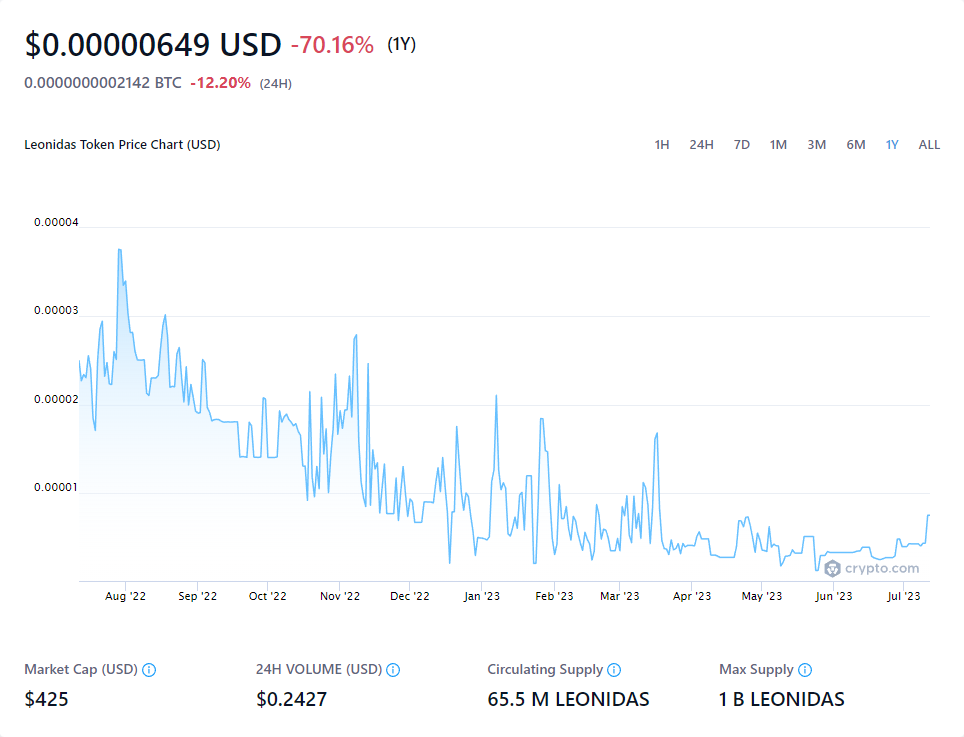 $0.00000649 USD -70.16% (1Y)
0.0000000002142 BTC -12.20% (24H)
Leonidas Token Price Chart (USD) 1H 24H 7D 1M 3M 6M 1Y ALL
0.00004
0.00003
0.00002
0.00001
crypto.com
Aug '22 Sep '22 Oct '22 Nov '22 Dec '22 Jan '23 Feb '23 Mar '23 Apr '23 May '23 Jun '23 Jul '23
Market Cap (USD) 24H VOLUME (USD) Circulating Supply Max Supply
$425 $0.2427 65.5 M LEONIDAS 1 B LEONIDAS